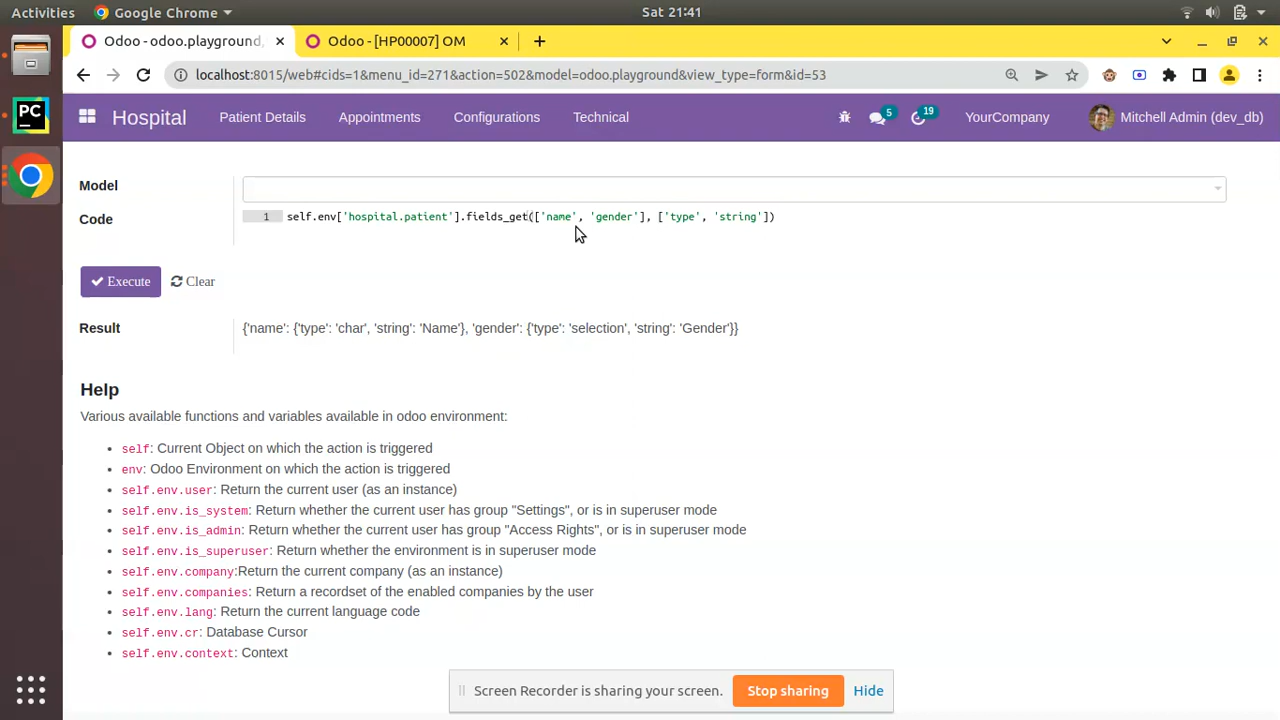 Activities Google Chrome Sat 21:41
Odoo - odoo.playground, Odoo - [HP00007] OM
localhost:8015/web#cids=1&menu_id=271&action=502&model=odoo.playground&view_type=form&id=53
PC Hospital Patient Details Appointments Configurations Technical 5 19 YourCompany Mitchell Admin (dev_db)
Model
Code 1 self.env['hospital.patient'].fields_get(['name', 'gender'], ['type', 'string'])
Execute Clear
Result {'name': {'type': 'char', 'string': 'Name'}, 'gender': {'type': 'selection', 'string': 'Gender'}}
Help
Various available functions and variables available in odoo environment:
self: Current Object on which the action is triggered
env: Odoo Environment on which the action is triggered
self.env.user: Return the current user (as an instance)
self.env.is_system: Return whether the current user has group "Settings", or is in superuser mode
self.env.is_admin: Return whether the current user has group "Access Rights", or is in superuser mode
self.env.is_superuser: Return whether the environment is in superuser mode
self.env.company:Return the current company (as an instance)
self.env.companies: Return a recordset of the enabled companies by the user
self.env.lang: Return the current language code
self.env.cr: Database Cursor
self.env.context: Context
Screen Recorder is sharing your screen. Stop sharing Hide